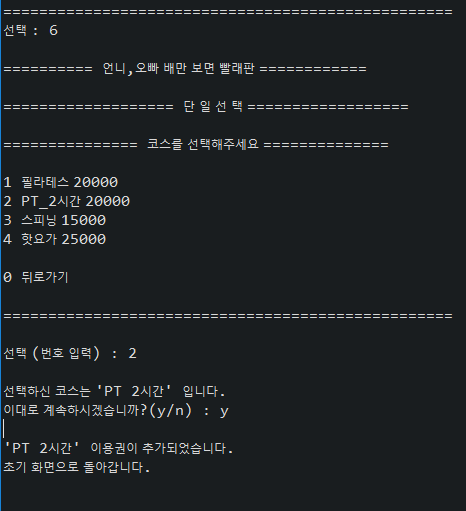 ==================================================
선택 : 6
========== 언니,오빠 배만 보면 빨래판 ============
=================== 단 일 선 택 ==================
=============== 코스를 선택해주세요 ==============
1 필라테스 20000
2 PT_2시간 20000
3 스피닝 15000
4 핫요가 25000
0 뒤로가기
==================================================
선택 (번호 입력) : 2
선택하신 코스는 'PT 2시간' 입니다.
이대로 계속하시겠습니까?(y/n) : y
'PT 2시간' 이용권이 추가되었습니다.
초기 화면으로 돌아갑니다.